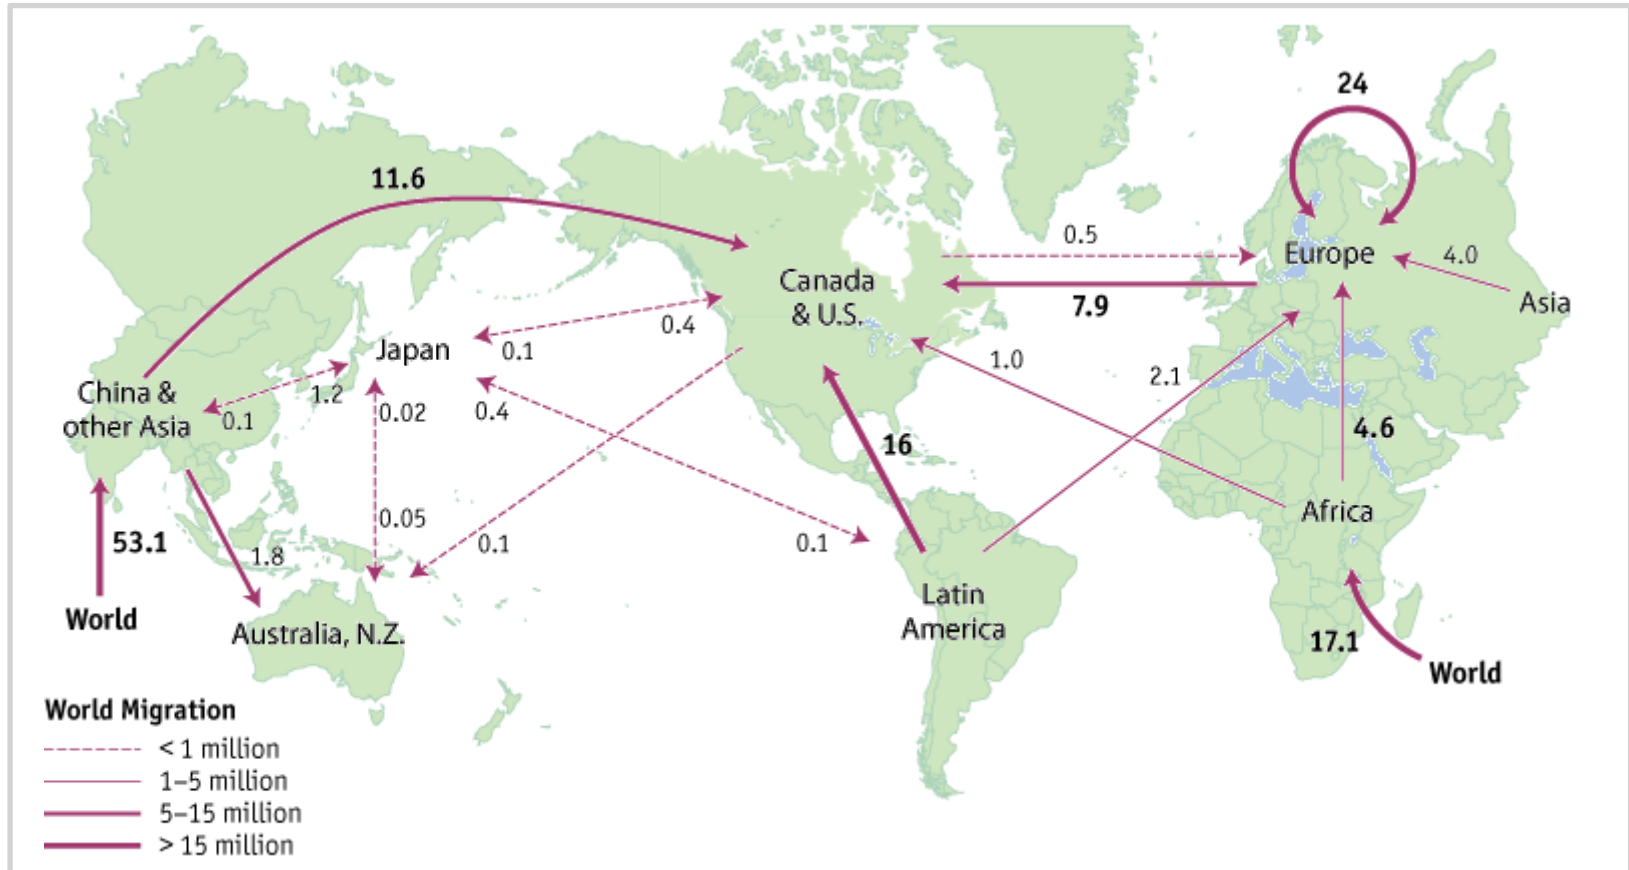 24
11.6
0.5
Europe
4.0
Canada
& U.S.
7.9
Asia
0.4
Japan
0.1
1.0
2.1
China &
other Asia
1.2
0.1
0.02
0.4
16
4.6
Africa
0.05
53.1
1.8
0.1
0.1
Latin
America
World
Australia, N.Z.
17.1
World
World Migration
< 1 million
1–5 million
5–15 million
> 15 million